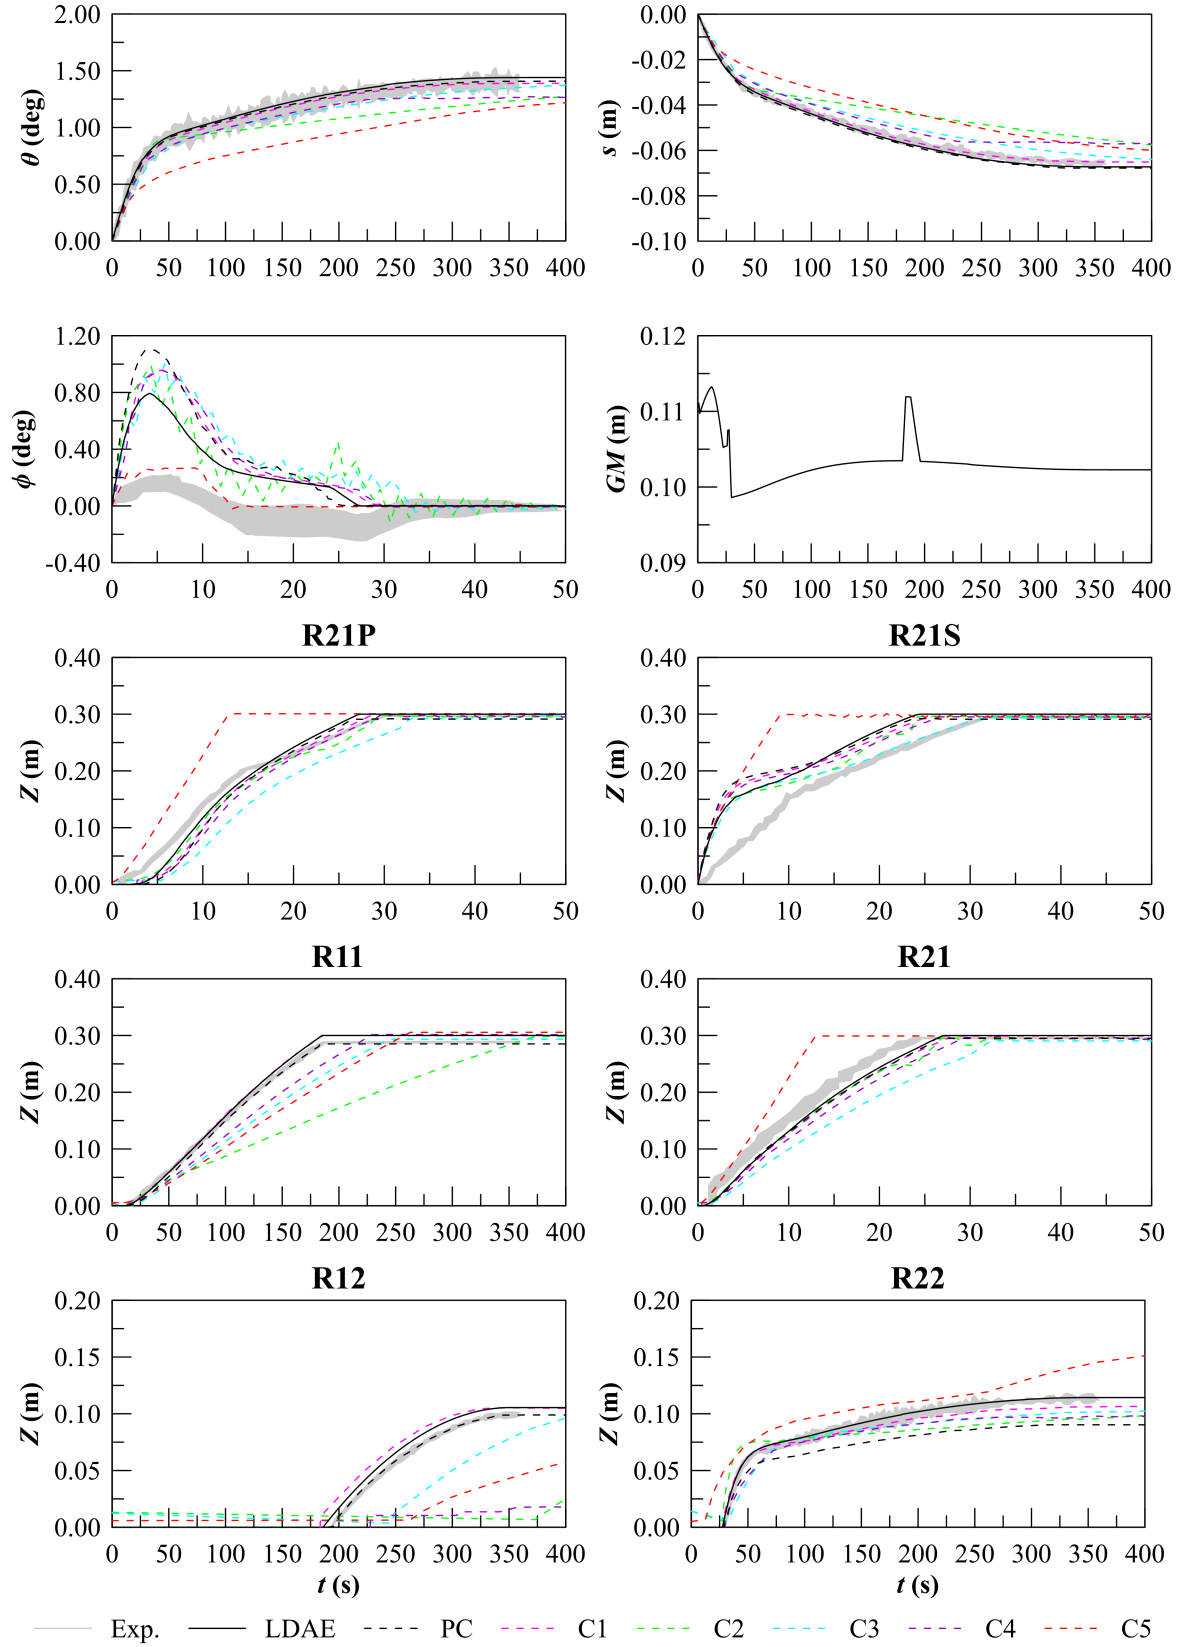 2.00
1.50
1.00
0.50
0.00
θ (deg)
0 50 100 150 200 250 300 350 400
0.00
-0.02
-0.04
-0.06
-0.08
-0.10
s (m)
0 50 100 150 200 250 300 350 400
1.20
0.80
0.40
0.00
-0.40
ϕ (deg)
0 10 20 30 40 50
0.12
0.11
0.10
0.09
GM (m)
0 50 100 150 200 250 300 350 400
R21P
0.40
0.30
0.20
0.10
0.00
Z (m)
0 10 20 30 40 50
R21S
0.40
0.30
0.20
0.10
0.00
Z (m)
0 10 20 30 40 50
R11
0.40
0.30
0.20
0.10
0.00
Z (m)
0 50 100 150 200 250 300 350 400
R21
0.40
0.30
0.20
0.10
0.00
Z (m)
0 10 20 30 40 50
R12
0.20
0.15
0.10
0.05
0.00
Z (m)
0 50 100 150 200 250 300 350 400
t (s)
R22
0.20
0.15
0.10
0.05
0.00
Z (m)
0 50 100 150 200 250 300 350 400
t (s)
Exp. LDAE PC C1 C2 C3 C4 C5